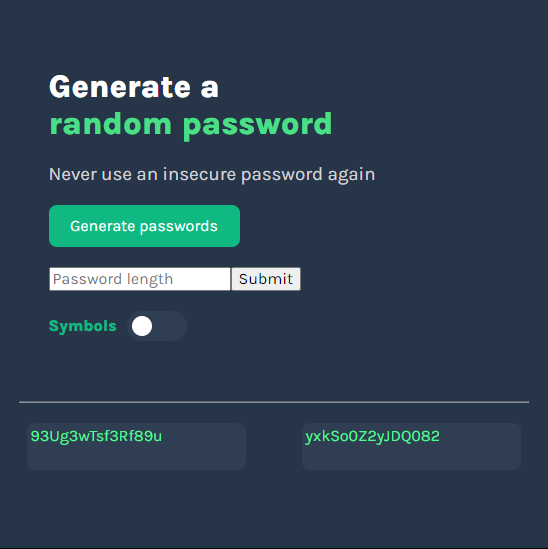 Generate a
random password
Never use an insecure password again
Generate passwords
Password length
Submit
Symbols
93Ug3wTsf3Rf89u
yxkSo0Z2yJDQ082